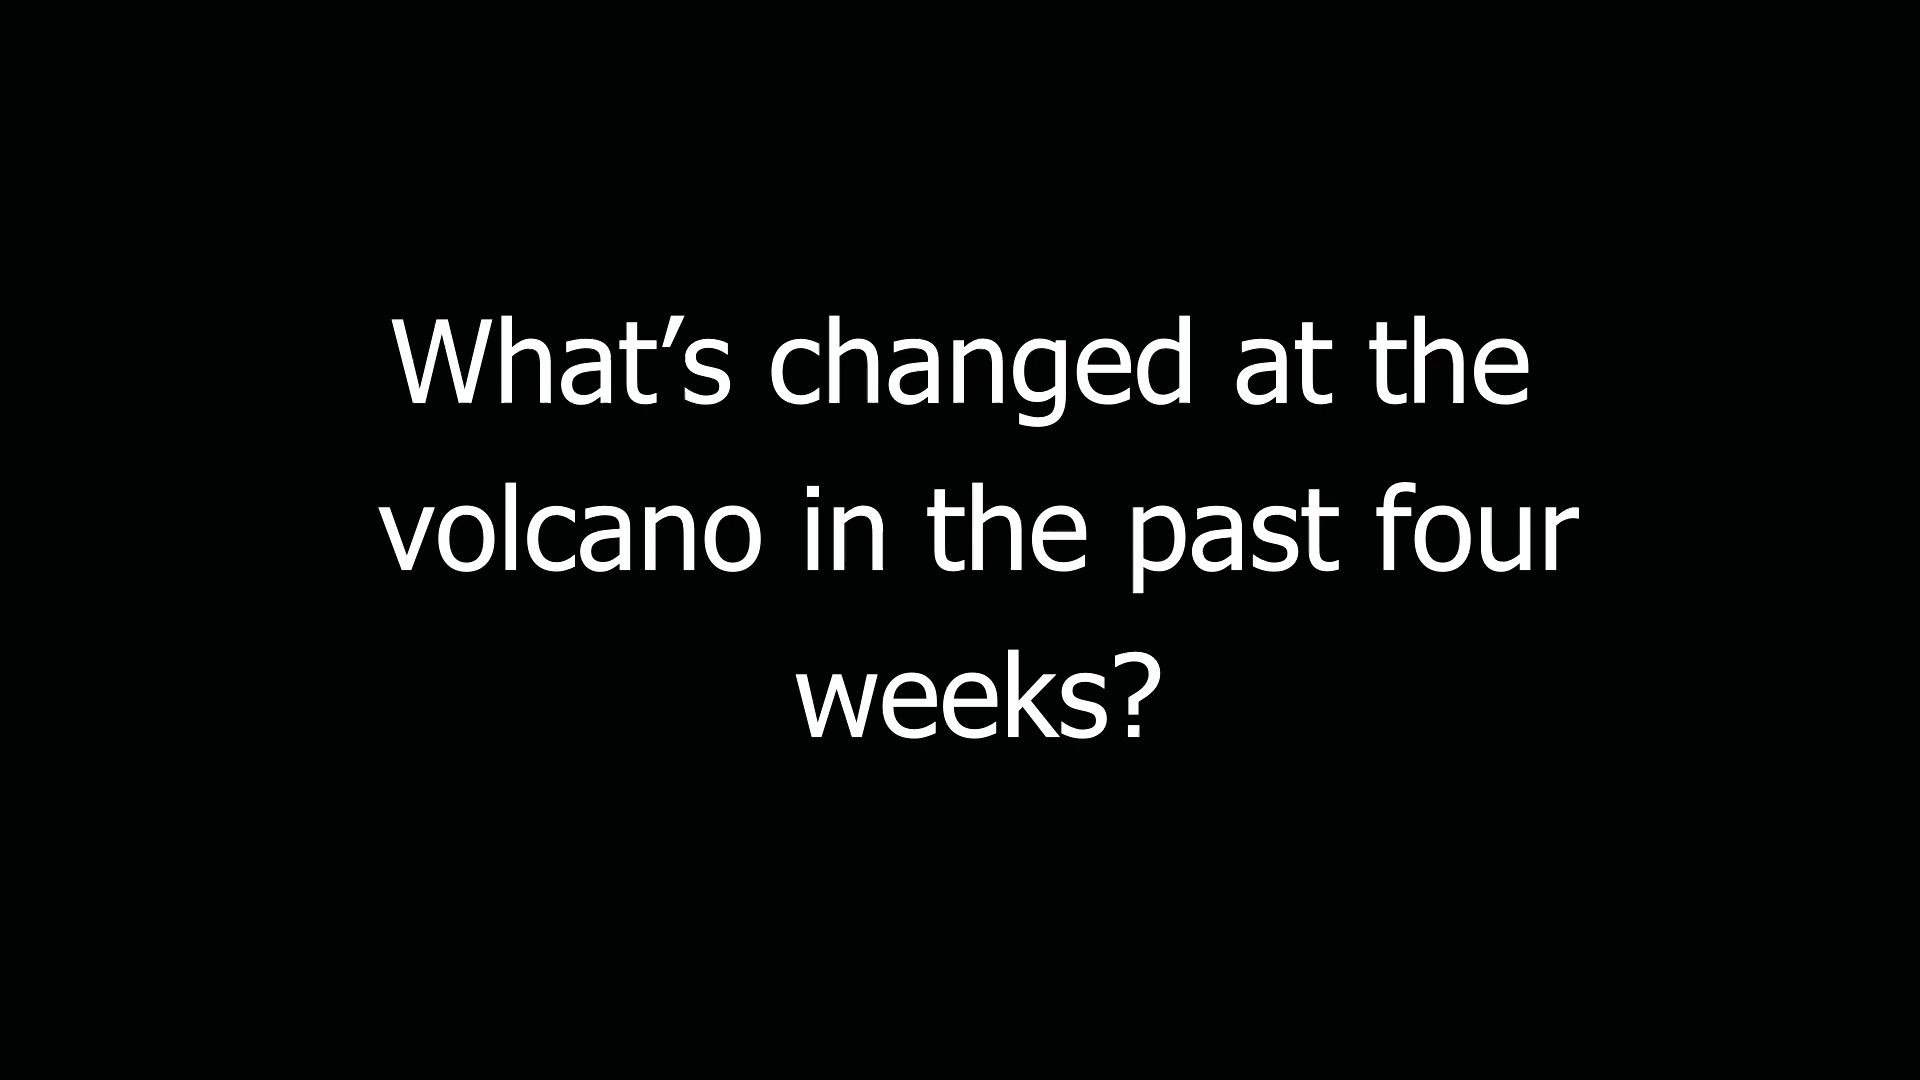 What’s changed at the
volcano in the past four
weeks?